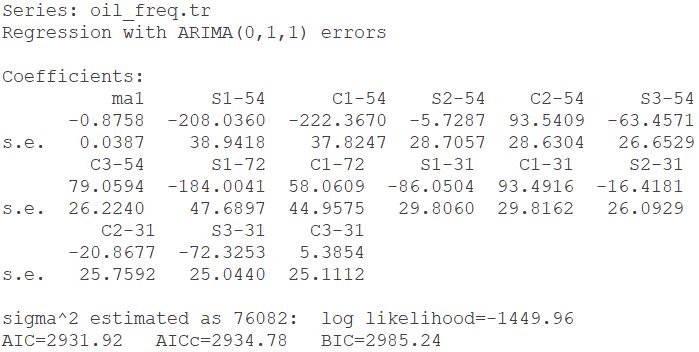 Series: oil_freq.tr
Regression with ARIMA(0,1,1) errors
Coefficients:
ma1 S1-54 C1-54 S2-54 C2-54 S3-54
-0.8758 -208.0360 -222.3670 -5.7287 93.5409 -63.4571
s.e. 0.0387 38.9418 37.8247 28.7057 28.6304 26.6529
C3-54 S1-72 C1-72 S1-31 C1-31 S2-31
79.0594 -184.0041 58.0609 -86.0504 93.4916 -16.4181
s.e. 26.2240 47.6897 44.9575 29.8060 29.8162 26.0929
C2-31 S3-31 C3-31
-20.8677 -72.3253 5.3854
s.e. 25.7592 25.0440 25.1112
sigma^2 estimated as 76082: log likelihood=-1449.96
AIC=2931.92 AICc=2934.78 BIC=2985.24